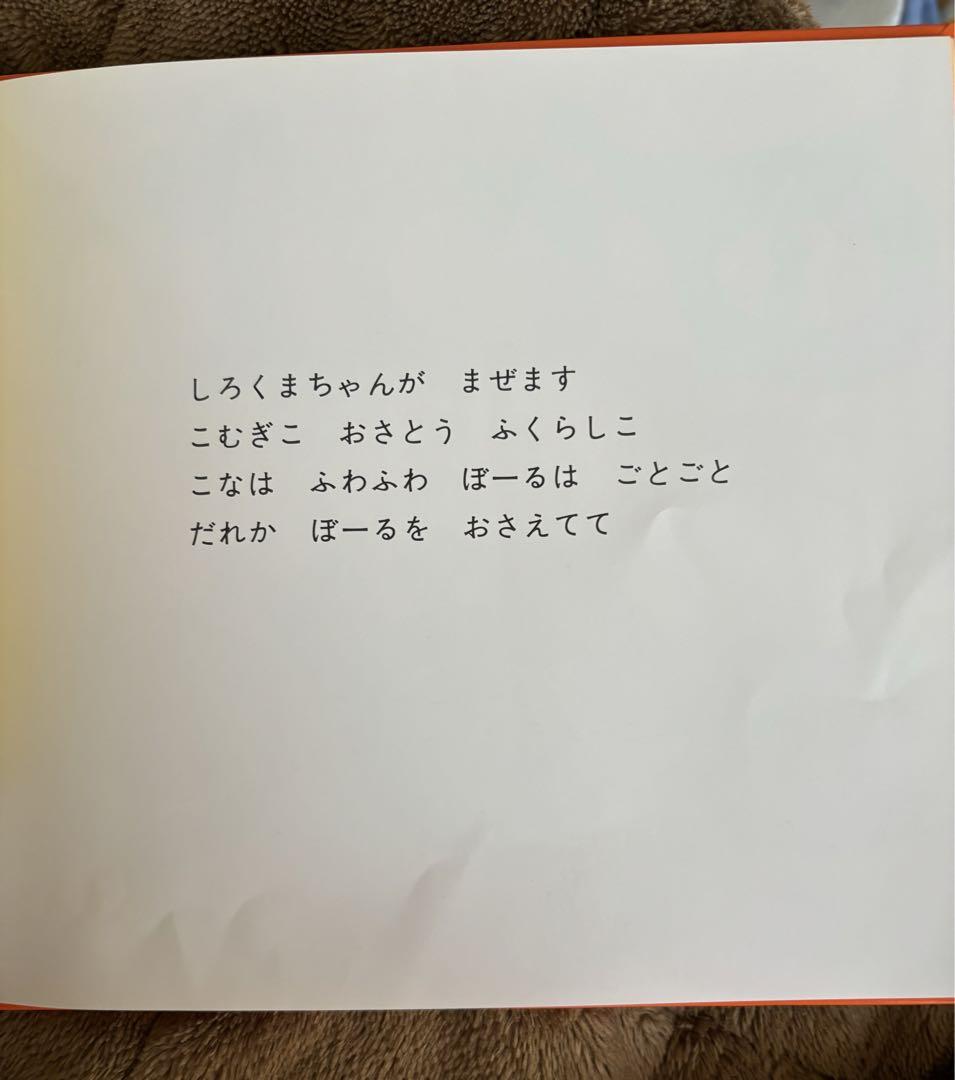 しろくまちゃんが　まぜます
こむぎこ　おさとう　ふくらしこ
こなは　ふわふわ　ぼーるは　ごとごと
だれか　ぼーるを　おさえてて